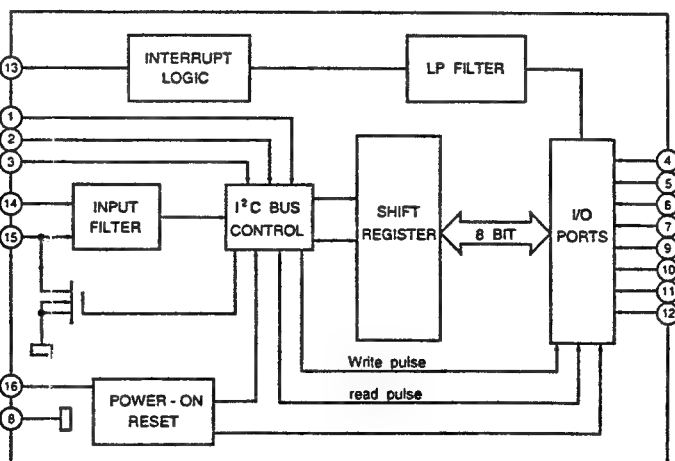 INTERRUPT
LOGIC
LP FILTER
13
1
2
3
14
15
INPUT
FILTER
I²C BUS
CONTROL
SHIFT
REGISTER
8 BIT
I/O
PORTS
4
5
6
7
9
10
11
12
Write pulse
read pulse
16
8
POWER - ON
RESET